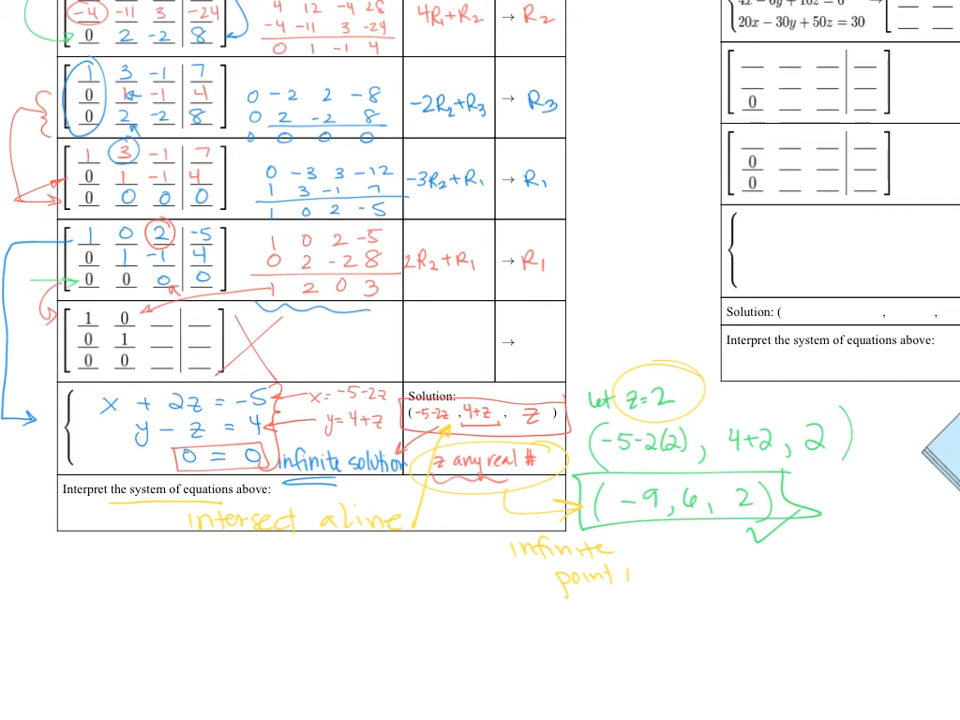 -4 -11 3 -24
4 12 -4 28
-4 -11 3 -24
0 1 -1 4
4R1+R2 → R2
0 2 -2 8
1 3 -1 7
0 1 -1 4
0 2 -2 8
0 -2 2 -8
0 2 -2 8
0 0 0 0
-2R2+R3 → R3
1 3 -1 7
0 1 -1 4
0 0 0 0
0 -3 3 -12
1 3 -1 7
1 0 2 -5
-3R2+R1 → R1
1 0 2 -5
0 1 -1 4
0 0 0 0
1 0 2 -5
0 2 -2 8
1 2 0 3
2R2+R1 → R1
1 0
0 1
0 0
→
x + 2z = -5
y - z = 4
0 = 0
x = -5-2z
y = 4+z
infinite solution
Solution:
(-5-2z , 4+z , z )
z any real #
Interpret the system of equations above:
intersect a line
let z=2
(-5-2(2) , 4+2 , 2 )
( -9, 6, 2 )
infinite
point
20x − 30y + 50z = 30
0
0
0
Solution: ( , ,
Interpret the system of equations above: